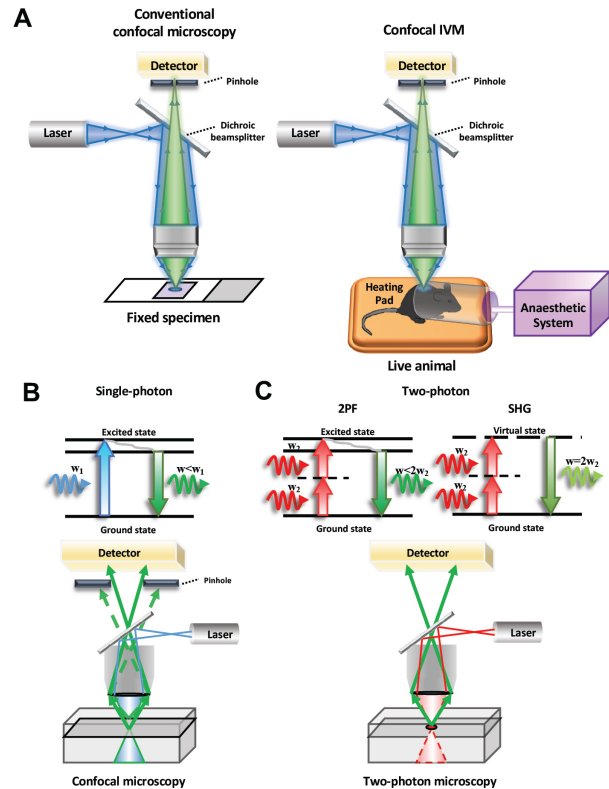 A
Conventional
confocal microscopy
Confocal IVM
Detector
Pinhole
Laser
Dichroic
beamsplitter
Fixed specimen
Detector
Pinhole
Laser
Dichroic
beamsplitter
Heating
Pad
Anaesthetic
System
Live animal
B
Single-photon
C
Two-photon
2PF
SHG
Excited state
w1
w<w1
Ground state
Excited state
w2
w2
w<2w2
Ground state
Virtual state
w2
w2
w=2w2
Ground state
Detector
Pinhole
Laser
Confocal microscopy
Detector
Laser
Two-photon microscopy